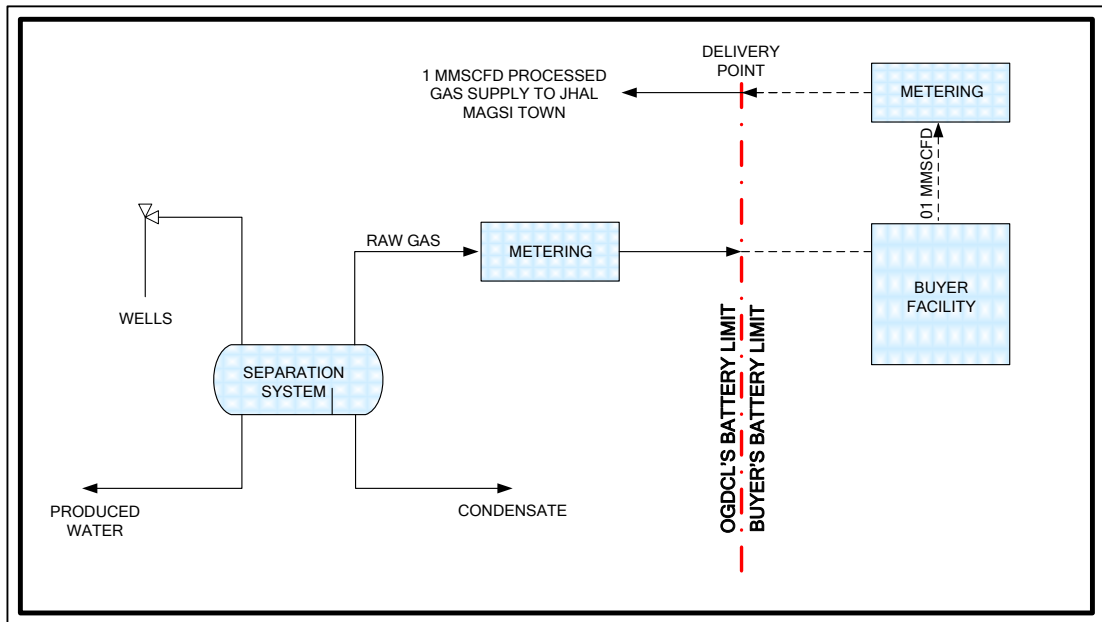 DELIVERY
POINT
1 MMSCFD PROCESSED
GAS SUPPLY TO JHAL
MAGSI TOWN
METERING
01 MMSCFD
RAW GAS
METERING
BUYER
FACILITY
WELLS
SEPARATION
SYSTEM
OGDCL'S BATTERY LIMIT
BUYER'S BATTERY LIMIT
PRODUCED
WATER
CONDENSATE